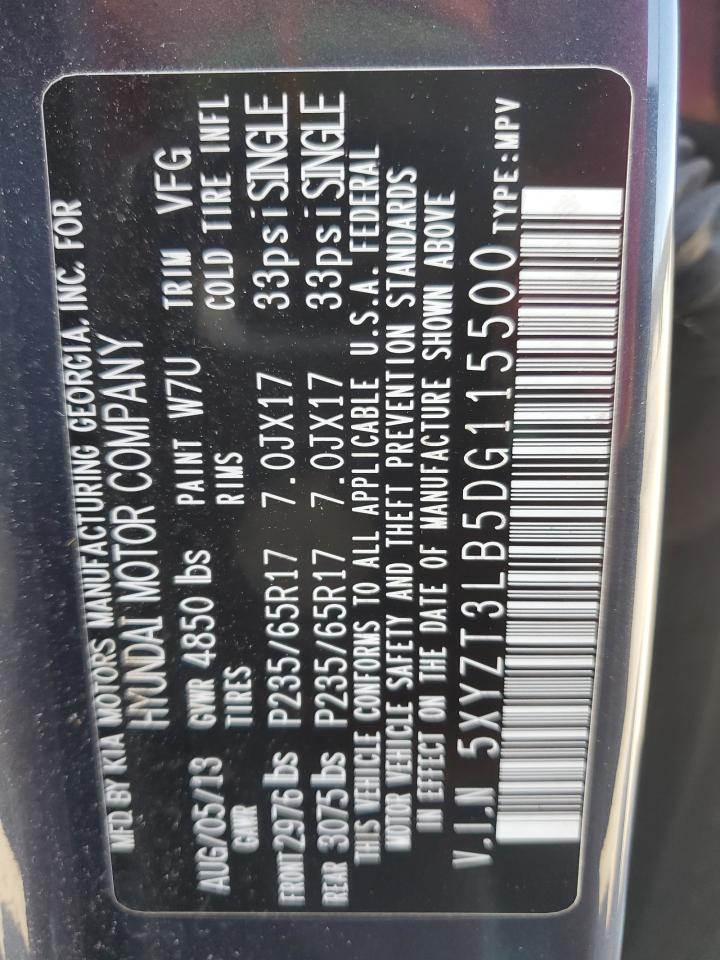 MFD. BY KIA MOTORS MANUFACTURING GEORGIA, INC. FOR
HYUNDAI MOTOR COMPANY
AUG/05/13 GVWR 4850 lbs PAINT W7U TRIM VFG
GAWR TIRES RIMS COLD TIRE INFL
FRONT 2976 lbs P235/65R17 7.0JX17 33psi SINGLE
REAR 3075 lbs P235/65R17 7.0JX17 33psi SINGLE
THIS VEHICLE CONFORMS TO ALL APPLICABLE U.S.A. FEDERAL
MOTOR VEHICLE SAFETY AND THEFT PREVENTION STANDARDS
IN EFFECT ON THE DATE OF MANUFACTURE SHOWN ABOVE
V.I.N 5XYZT3LB5DG115500 TYPE:MPV